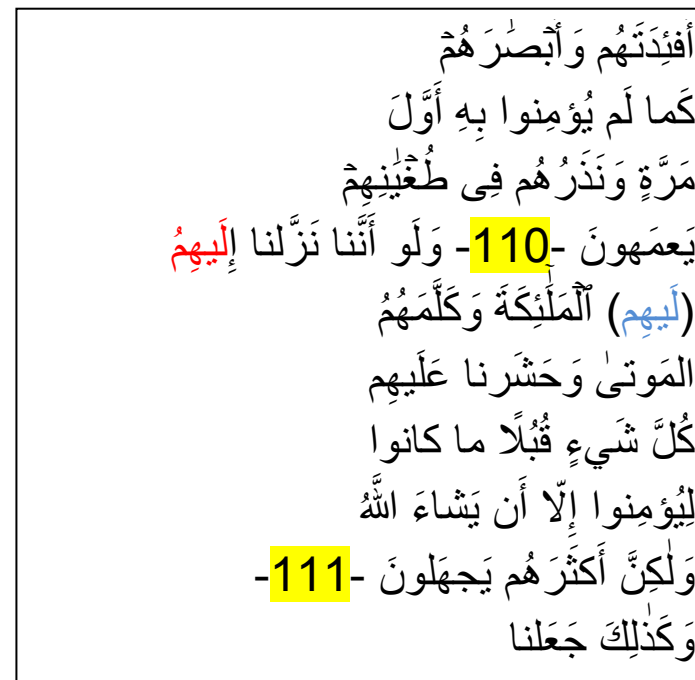 أَفئِدَتَهُم وَأَبۡصَٰرَهُمۡ
كَما لَم يُؤمِنوا بِهِ أَوَّلَ
مَرَّةٍ وَنَذَرُهُم فِى طُغۡيَٰنِهِمۡ
يَعمَهونَ -110- وَلَو أَنَّنا نَزَّلنا إِلَيهِمُ
(لَيهِم) ٱلۡمَلَٰٓئِكَةَ وَكَلَّمَهُمُ
المَوتىٰ وَحَشَرنا عَلَيهِم
كُلَّ شَيءٍ قُبُلًا ما كانوا
لِيُؤمِنوا إِلّا أَن يَشاءَ اللَّهُ
وَلٰكِنَّ أَكثَرَهُم يَجهَلونَ -111-
وَكَذٰلِكَ جَعَلنا